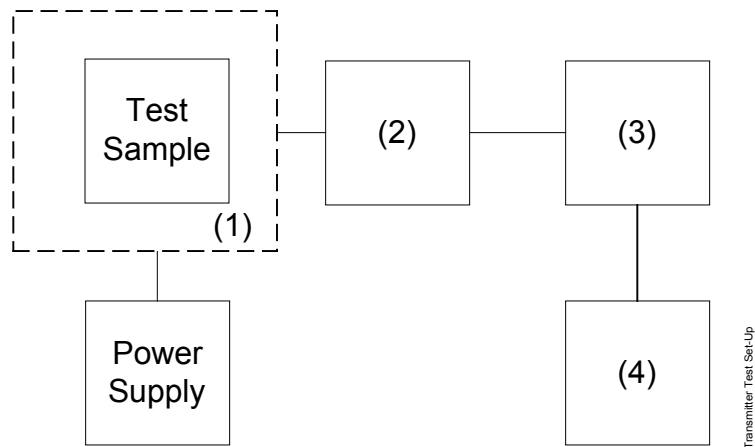 Test
Sample
(1)
(2)
(3)
Power
Supply
(4)
Transmitter Test Set-Up